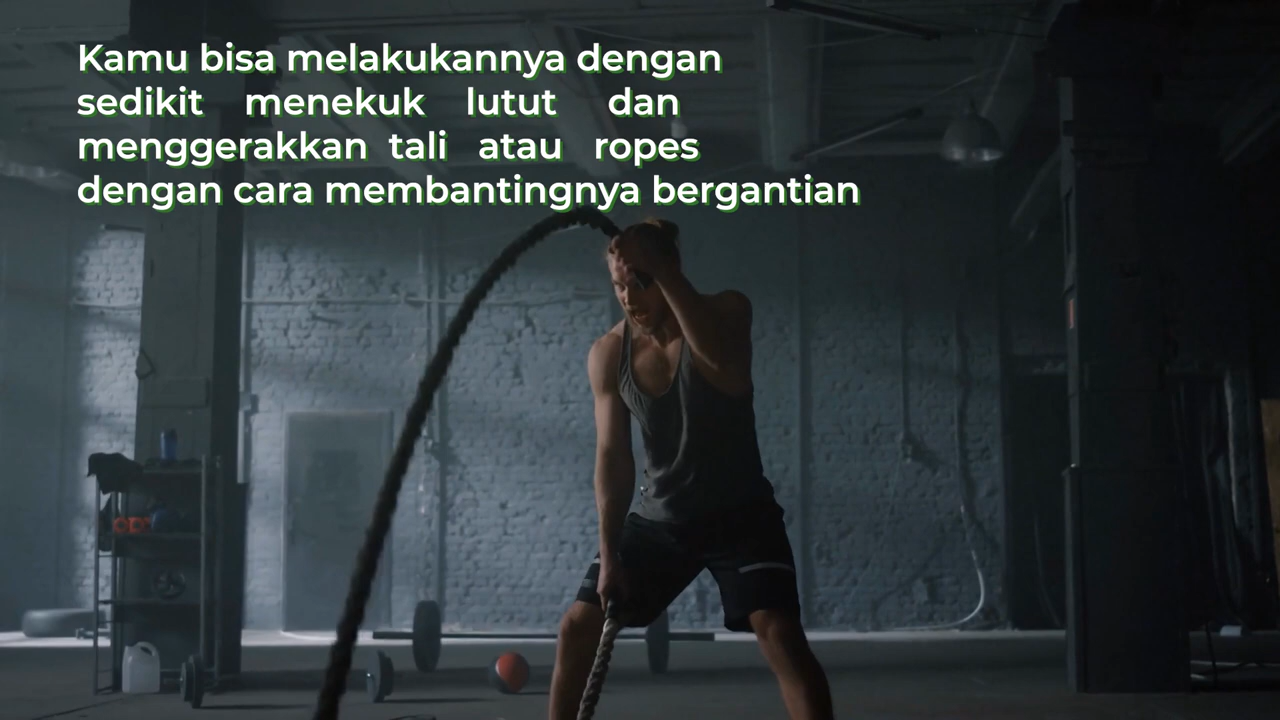 Kamu bisa melakukannya dengan
sedikit menekuk lutut dan
menggerakkan tali atau ropes
dengan cara membantingnya bergantian